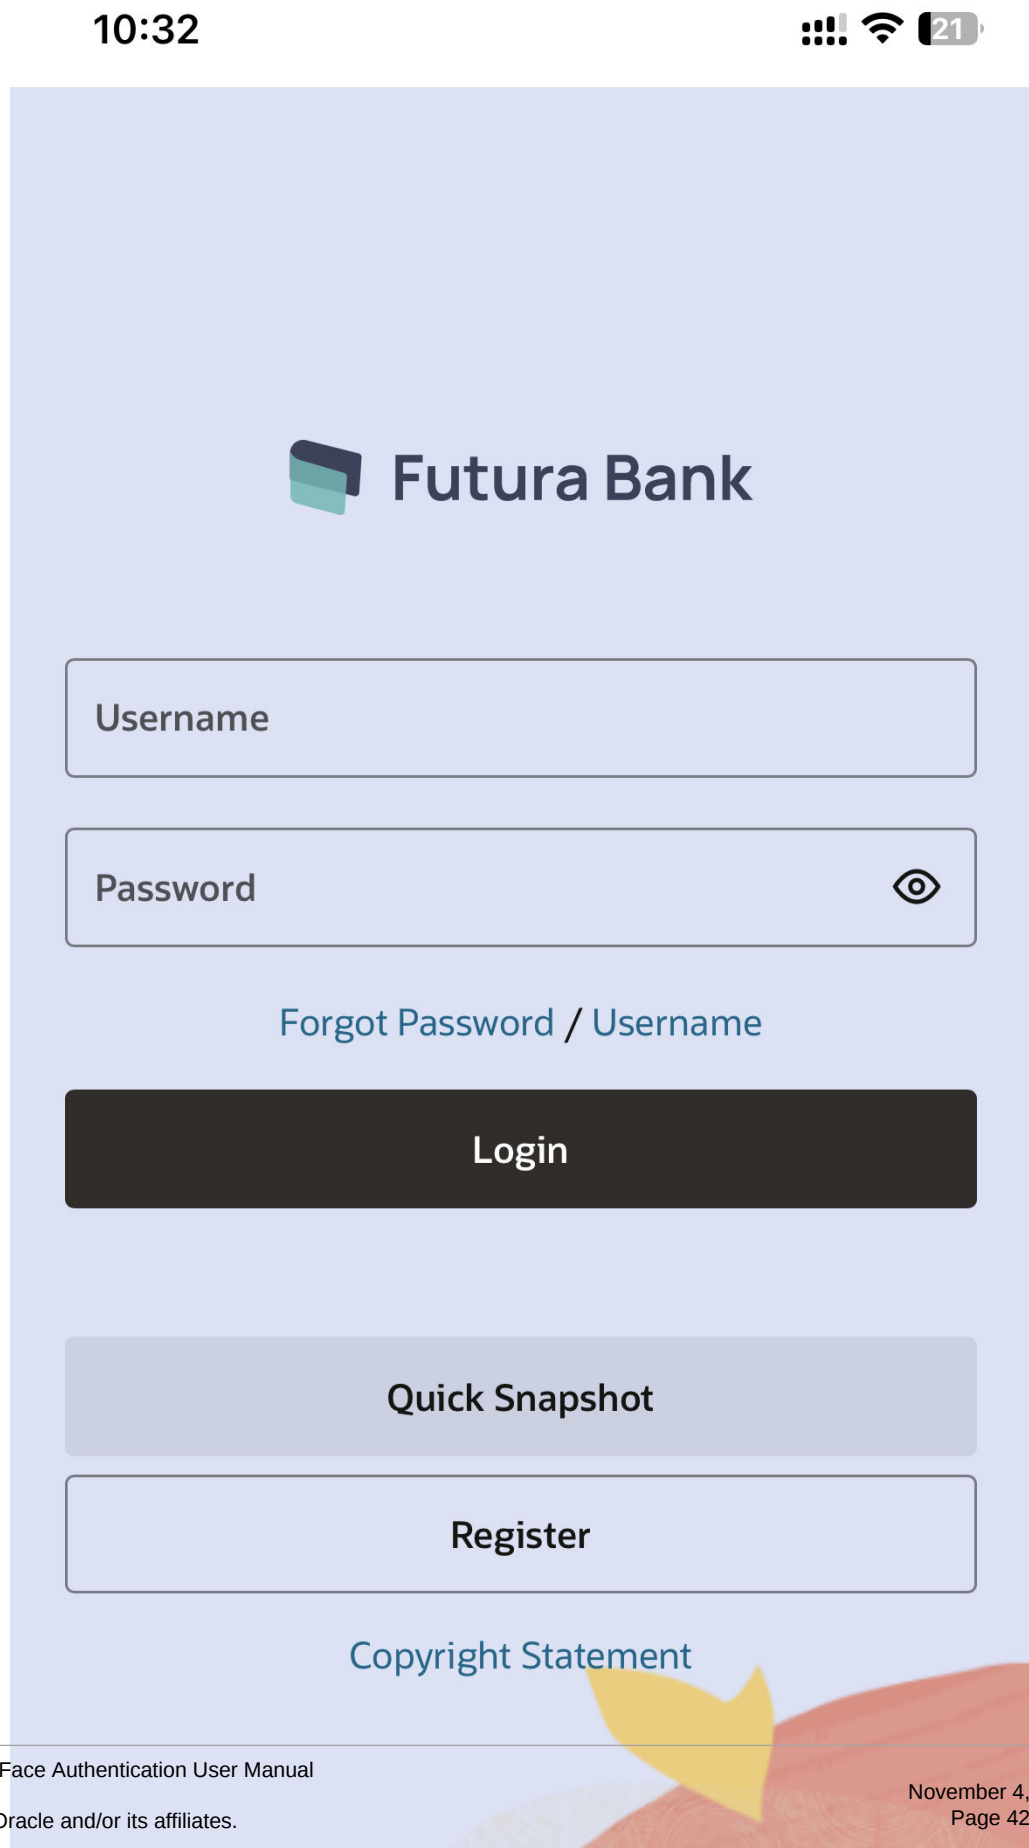 10:32
21
Futura Bank
Username
Password
Forgot Password / Username
Login
Quick Snapshot
Register
Copyright Statement
Face Authentication User Manual
November 4,
Oracle and/or its affiliates.
Page 42